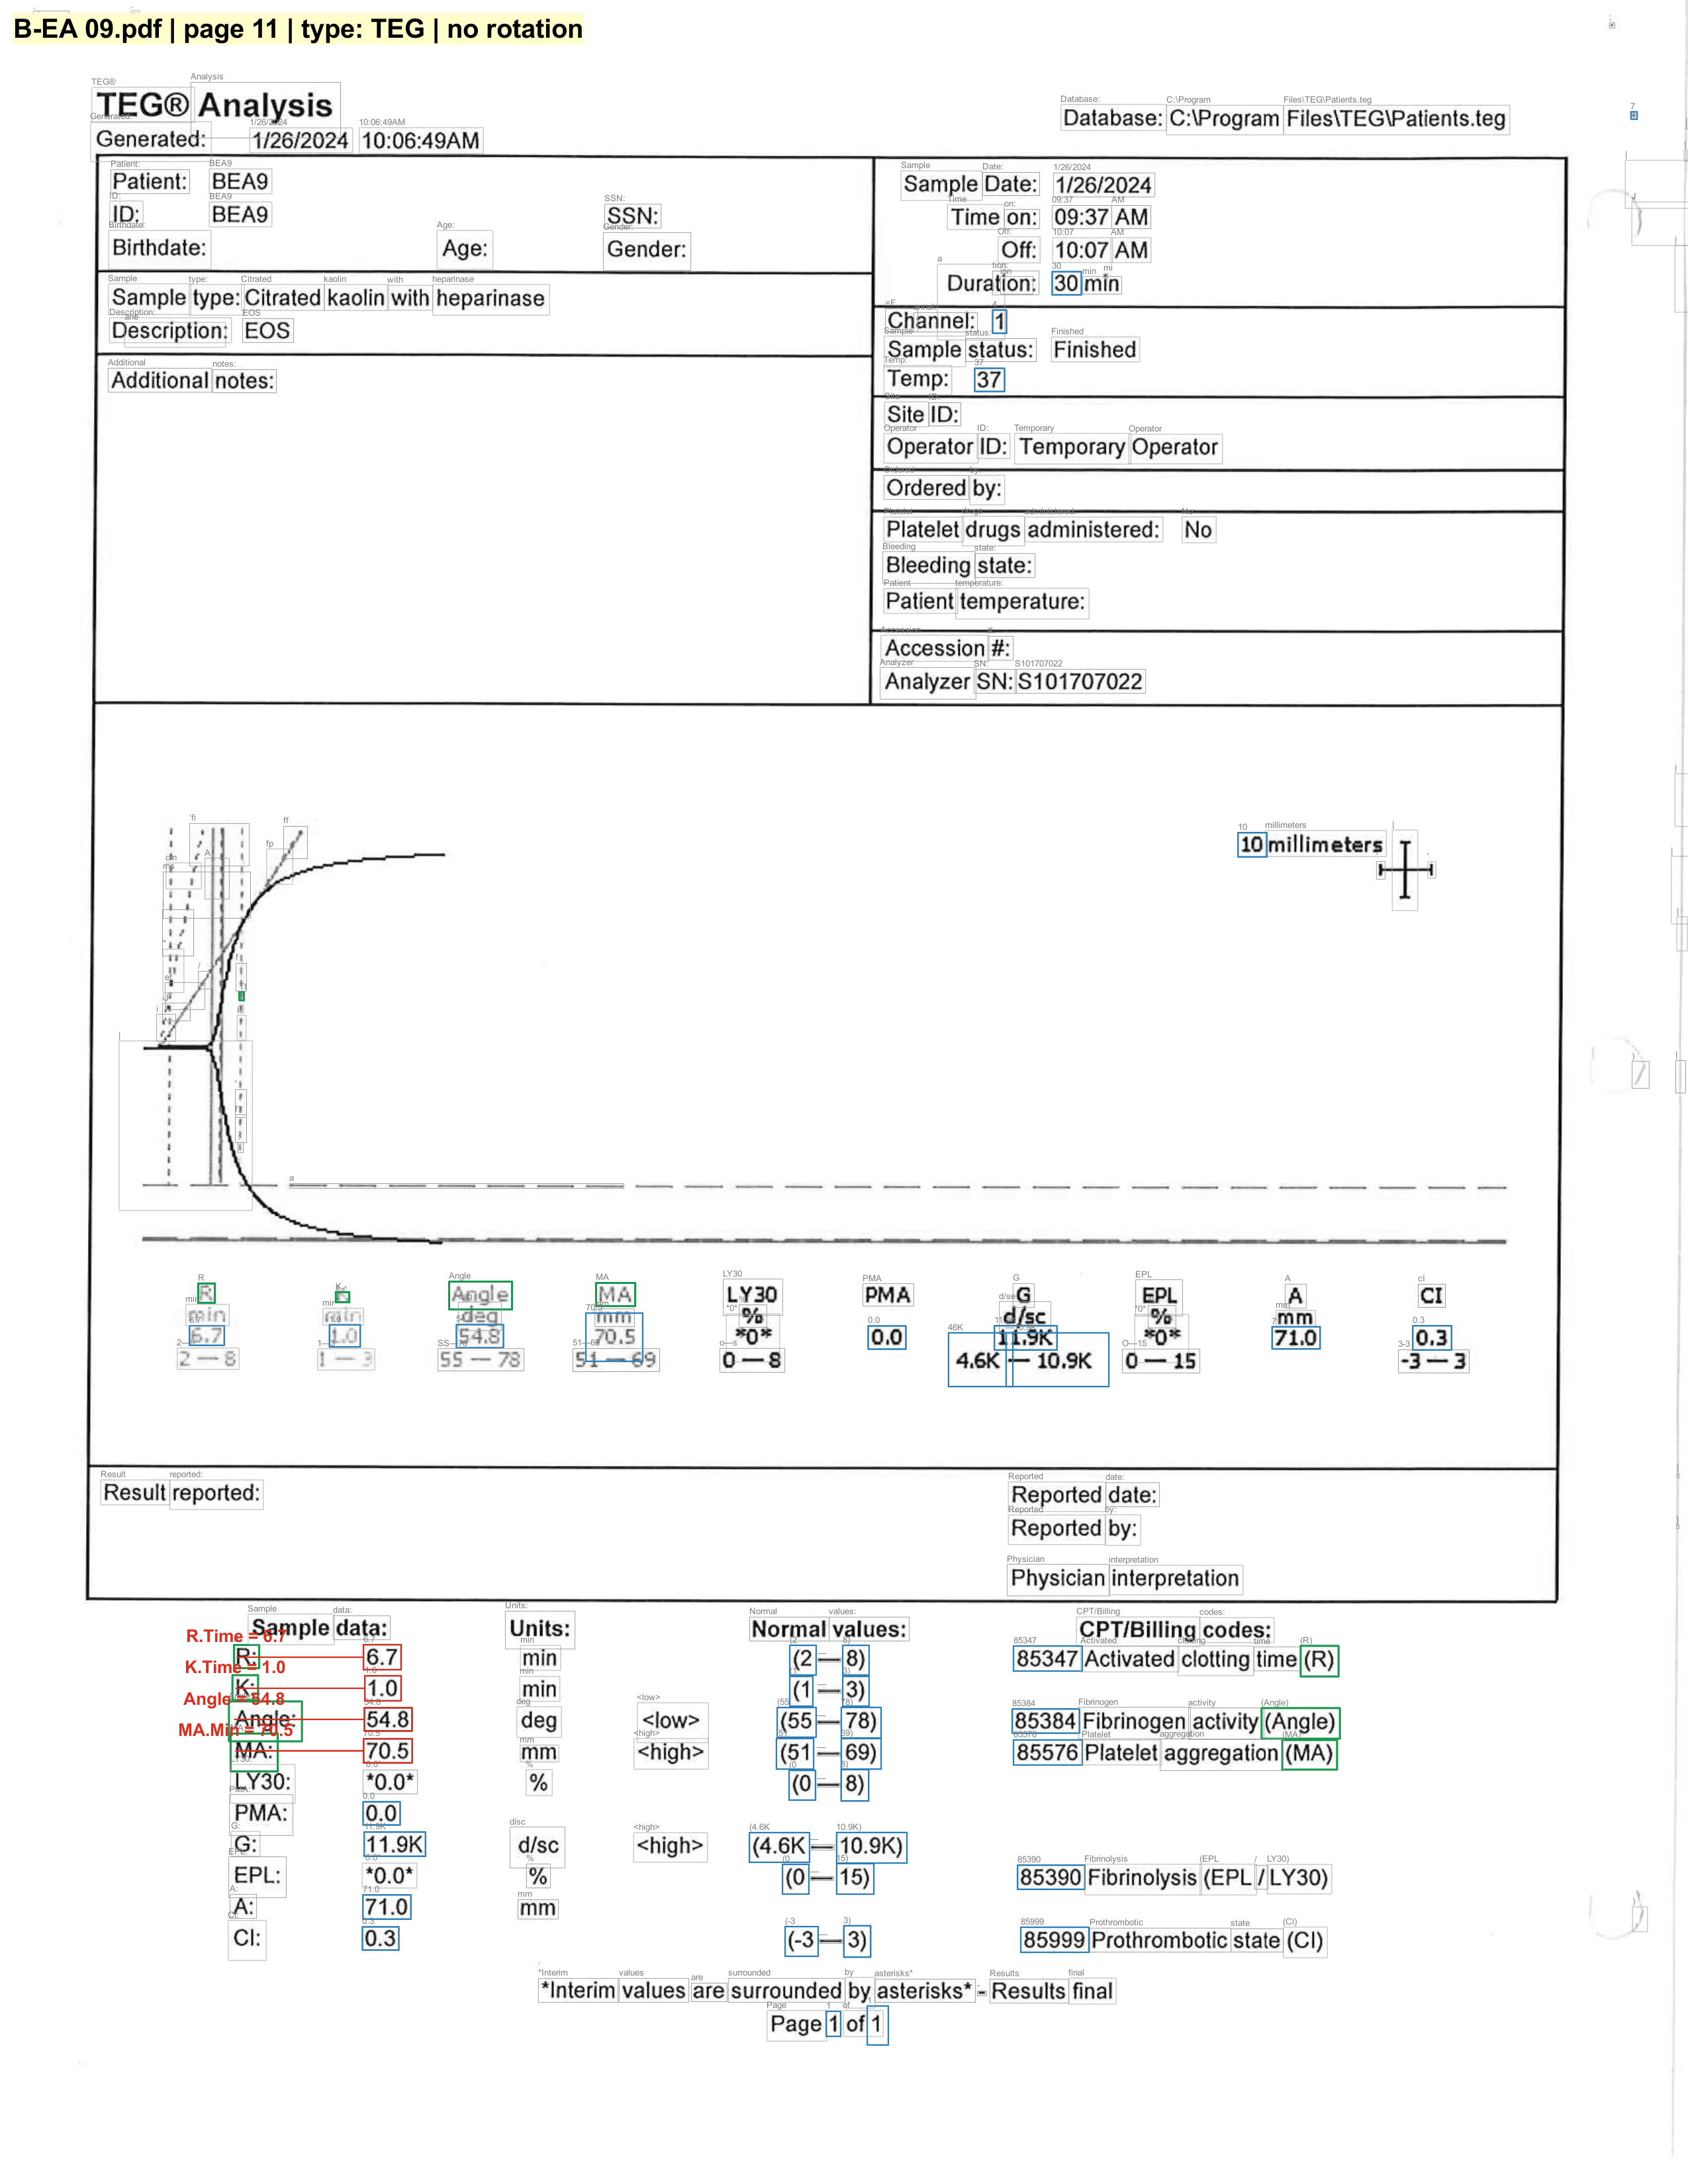 B-EA 09.pdf | page 11 | type: TEG | no rotation
TEG® Analysis
Generated: 1/26/2024 10:06:49AM
Database: C:\Program Files\TEG\Patients.teg
Patient: BEA9
ID: BEA9
SSN:
Birthdate:
Age:
Gender:
Sample type: Citrated kaolin with heparinase
Description: EOS
Additional notes:
Sample Date: 1/26/2024
Time on: 09:37 AM
Off: 10:07 AM
Duration: 30 min
Channel: 1
Sample status: Finished
Temp: 37
Site ID:
Operator ID: Temporary Operator
Ordered by:
Platelet drugs administered: No
Bleeding state:
Patient temperature:
Accession #:
Analyzer SN: S101707022
10 millimeters
R K Angle MA LY30 PMA G EPL A CI
min min deg mm % d/sc % mm
6.7 1.0 54.8 70.5 *0* 0.0 11.9K *0* 71.0 0.3
2 — 8 1 — 3 55 — 78 51 — 69 0 — 8 4.6K — 10.9K 0 — 15 -3 — 3
Result reported:
Reported date:
Reported by:
Physician interpretation
Sample data: Units: Normal values: CPT/Billing codes:
R.Time = 6.7
R: 6.7 min (2 — 8) 85347 Activated clotting time (R)
K.Time = 1.0
K: 1.0 min (1 — 3)
Angle = 54.8
Angle: 54.8 deg <low> (55 — 78) 85384 Fibrinogen activity (Angle)
MA.Min = 70.5
MA: 70.5 mm <high> (51 — 69) 85576 Platelet aggregation (MA)
LY30: *0.0* % (0 — 8)
PMA: 0.0
G: 11.9K d/sc <high> (4.6K — 10.9K)
EPL: *0.0* % (0 — 15) 85390 Fibrinolysis (EPL / LY30)
A: 71.0 mm
CI: 0.3 (-3 — 3) 85999 Prothrombotic state (CI)
*Interim values are surrounded by asterisks* - Results final
Page 1 of 1